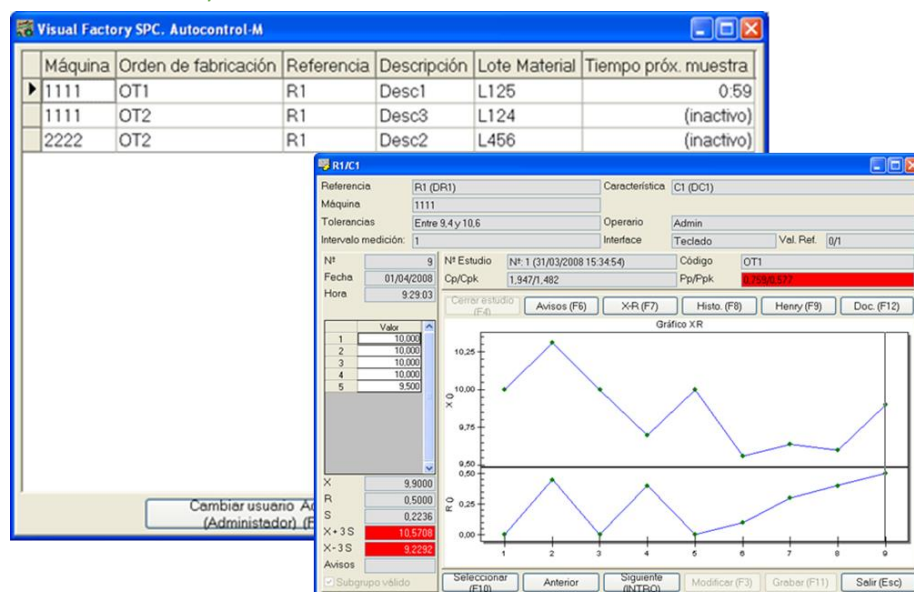 Visual Factory SPC. Autocontrol-M
Máquina Orden de fabricación Referencia Descripción Lote Material Tiempo próx. muestra
1111 OT1 R1 Desc1 L125 0:59
1111 OT2 R1 Desc3 L124 (inactivo)
2222 OT2 R1 Desc2 L456 (inactivo)
Cambiar usuario
(Administador)
R1/C1
Referencia R1 (DR1) Característica C1 (DC1)
Máquina 1111
Tolerancias Entre 9,4 y 10,6 Operario Admin
Intervalo medición: 1 Interface Teclado Val. Ref. 0/1
Nº 9 Nº Estudio Nº: 1 (31/03/2008 15:34:54) Código OT1
Fecha 01/04/2008 Cp/Cpk 1,947/1,482 Pp/Ppk 0,759/0,577
Hora 9:29:03
Cerrar estudio (F4) Avisos (F6) X-R (F7) Histo. (F8) Henry (F9) Doc. (F12)
Valor
1 10,000
2 10,000
3 10,000
4 10,000
5 9,500
Gráfico XR
10,25
10,00
9,75
9,50
X
0,50
0,25
0,00
R
1 2 3 4 5 6 7 8 9
X 9,9000
R 0,5000
S 0,2236
X+3S 10,5708
X-3S 9,2292
Avisos
Subgrupo válido
Seleccionar (F10) Anterior Siguiente (INTRO) Modificar (F3) Grabar (F11) Salir (Esc)